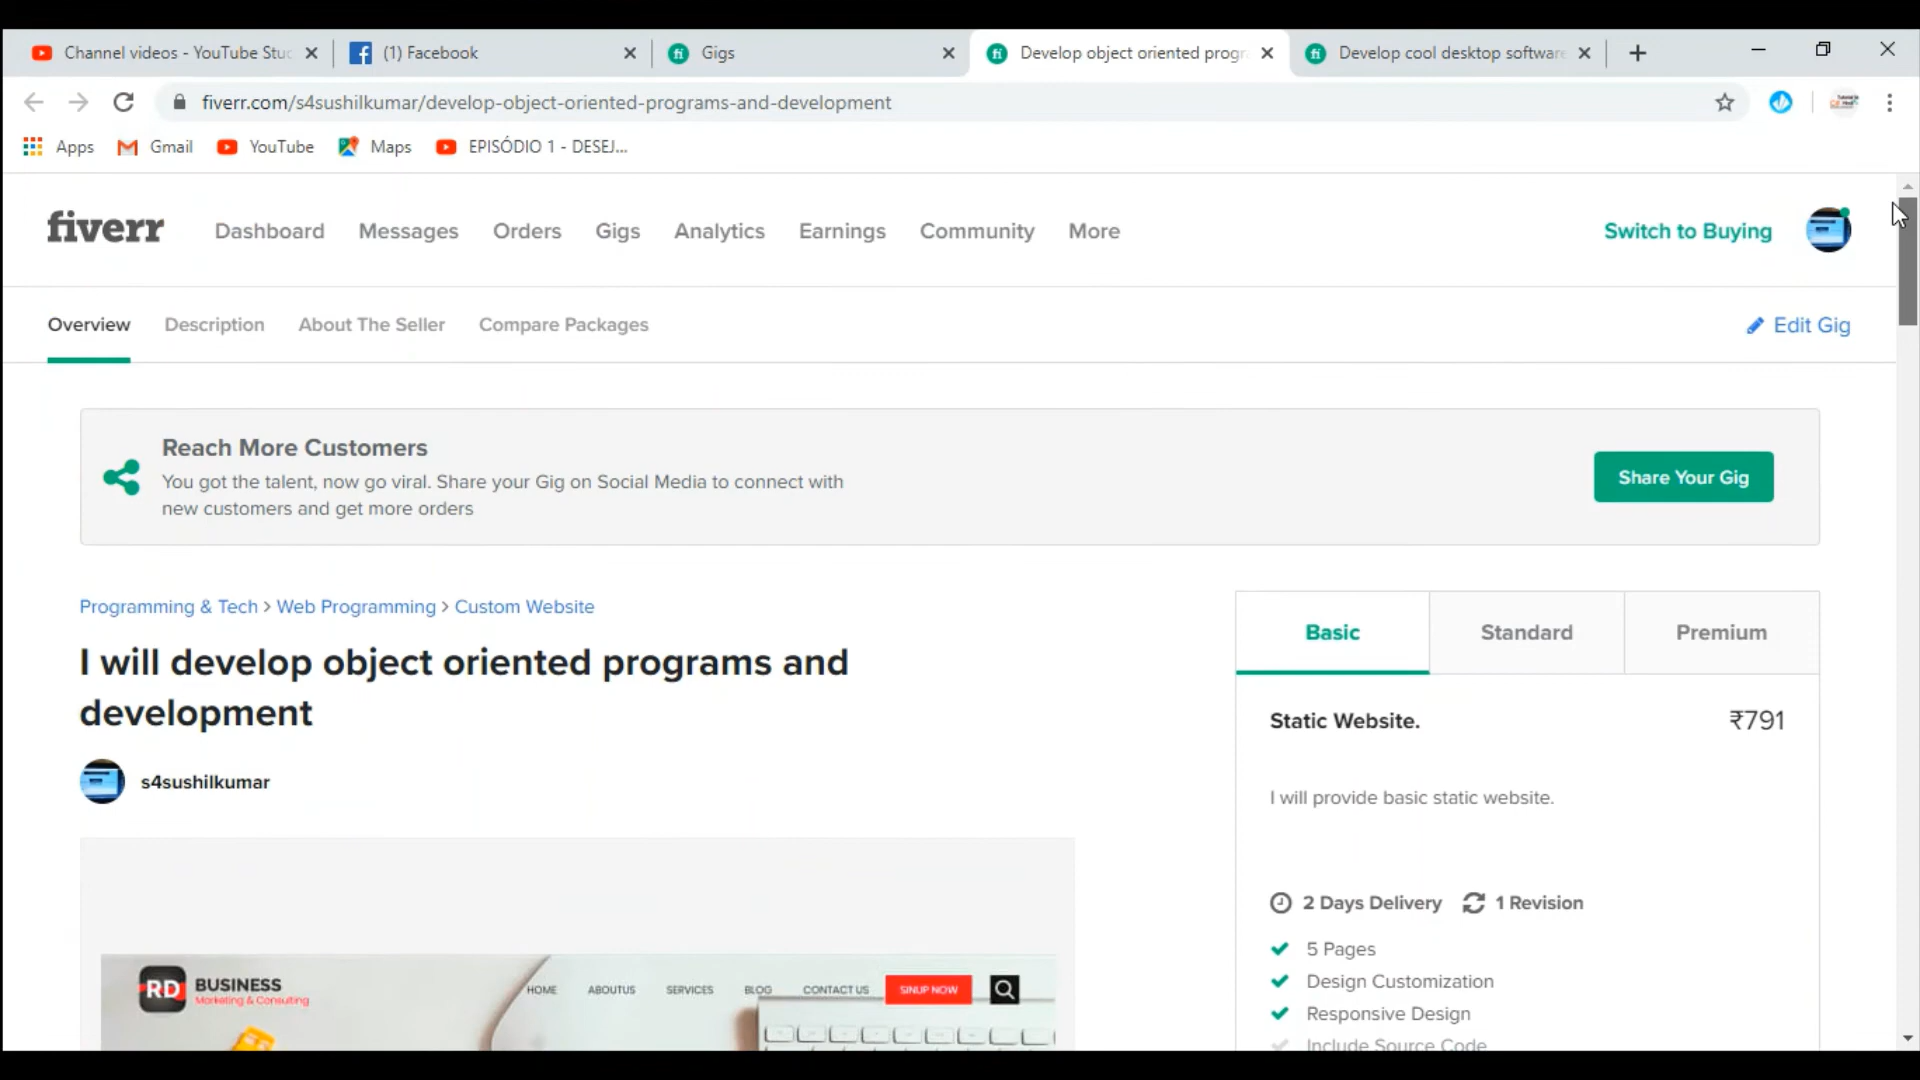 Channel videos - YouTube Stuc
(1) Facebook
Gigs
Develop object oriented progr
Develop cool desktop software
fiverr.com/s4sushilkumar/develop-object-oriented-programs-and-development
Apps
Gmail
YouTube
Maps
EPISÓDIO 1 - DESEJ...
fiverr
Dashboard
Messages
Orders
Gigs
Analytics
Earnings
Community
More
Switch to Buying
Overview
Description
About The Seller
Compare Packages
Edit Gig
Reach More Customers
You got the talent, now go viral. Share your Gig on Social Media to connect with
new customers and get more orders
Share Your Gig
Programming & Tech > Web Programming > Custom Website
I will develop object oriented programs and
development
s4sushilkumar
RD
BUSINESS
Marketing & Consulting
HOME
ABOUTUS
SERVICES
BLOG
CONTACT US
SINUP NOW
Basic
Standard
Premium
Static Website.
₹791
I will provide basic static website.
2 Days Delivery
1 Revision
5 Pages
Design Customization
Responsive Design
Include Source Code